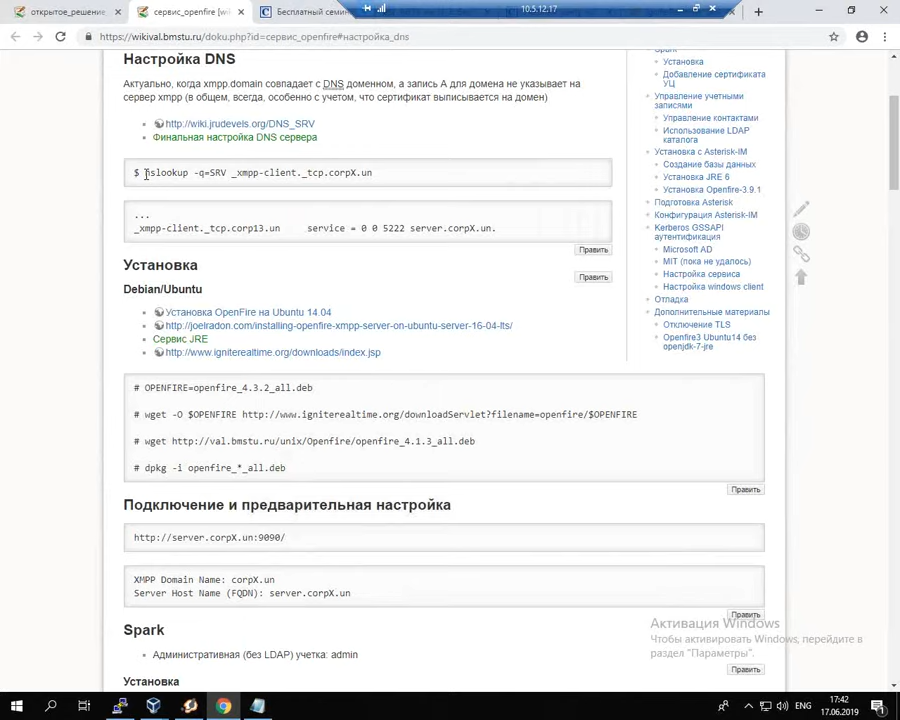 открытое_решение
сервис_openfire [wiki
Бесплатный семин
10.5.12.17
https://wikival.bmstu.ru/doku.php?id=сервис_openfire#настройка_dns
Настройка DNS
Актуально, когда xmpp.domain совпадает с DNS доменном, а запись A для домена не указывает на
сервер xmpp (в общем, всегда, особенно с учетом, что сертификат выписывается на домен)
http://wiki.jrudevels.org/DNS_SRV
Финальная настройка DNS сервера
$ nslookup -q=SRV _xmpp-client._tcp.corpX.un
...
_xmpp-client._tcp.corp13.un service = 0 0 5222 server.corpX.un.
Править
Установка
Править
Debian/Ubuntu
Установка OpenFire на Ubuntu 14.04
http://joelradon.com/installing-openfire-xmpp-server-on-ubuntu-server-16-04-lts/
Сервис JRE
http://www.igniterealtime.org/downloads/index.jsp
# OPENFIRE=openfire_4.3.2_all.deb
# wget -O $OPENFIRE http://www.igniterealtime.org/downloadServlet?filename=openfire/$OPENFIRE
# wget http://val.bmstu.ru/unix/Openfire/openfire_4.1.3_all.deb
# dpkg -i openfire_*_all.deb
Править
Подключение и предварительная настройка
http://server.corpX.un:9090/
XMPP Domain Name: corpX.un
Server Host Name (FQDN): server.corpX.un
Править
Spark
Административная (без LDAP) учетка: admin
Править
Установка
Spark
Установка
Добавление сертификата
УЦ
Управление учетными
записями
Управление контактами
Использование LDAP
каталога
Установка с Asterisk-IM
Создание базы данных
Установка JRE 6
Установка Openfire-3.9.1
Подготовка Asterisk
Конфигурация Asterisk-IM
Kerberos GSSAPI
аутентификация
Microsoft AD
MIT (пока не удалось)
Настройка сервиса
Настройка windows client
Отладка
Дополнительные материалы
Отключение TLS
Openfire3 Ubuntu14 без
openjdk-7-jre
Активация Windows
Чтобы активировать Windows, перейдите в
раздел "Параметры".
ENG
17:42
17.06.2019